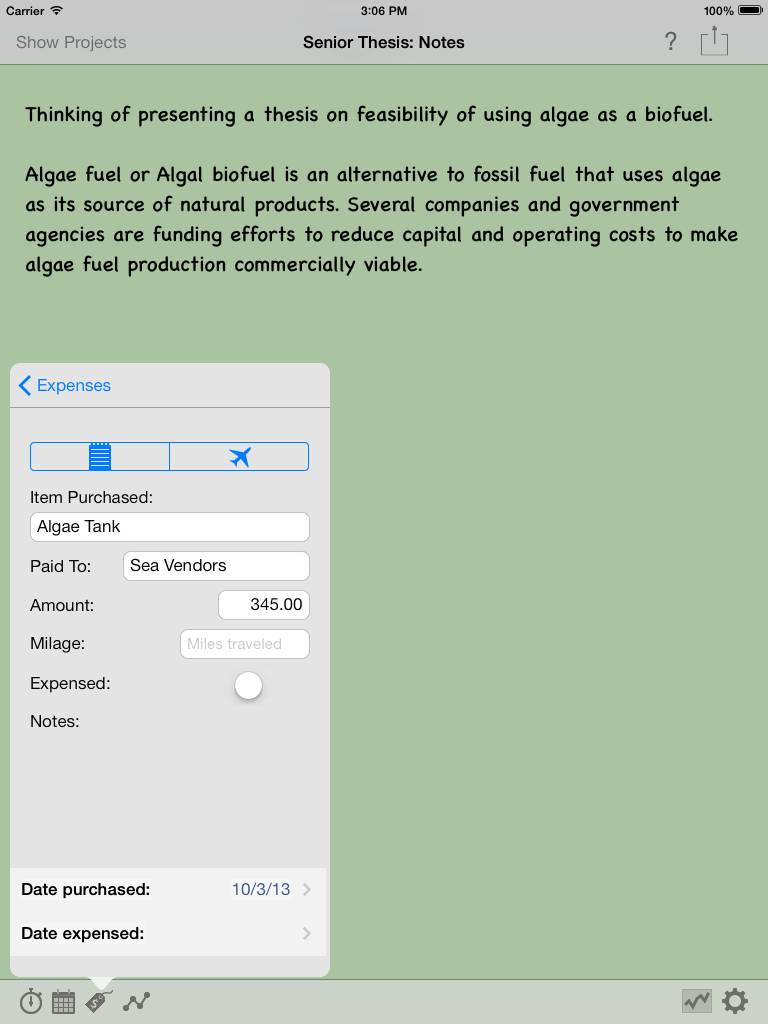 Carrier 3:06 PM 100%
Show Projects Senior Thesis: Notes ?
Thinking of presenting a thesis on feasibility of using algae as a biofuel.
Algae fuel or Algal biofuel is an alternative to fossil fuel that uses algae
as its source of natural products. Several companies and government
agencies are funding efforts to reduce capital and operating costs to make
algae fuel production commercially viable.
Expenses
Item Purchased:
Algae Tank
Paid To: Sea Vendors
Amount: 345.00
Milage: Miles traveled
Expensed:
Notes:
Date purchased: 10/3/13
Date expensed:
$